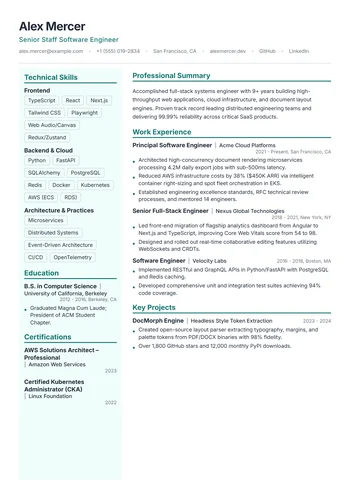 Alex Mercer
Senior Staff Software Engineer
alex.mercer@example.com · +1 (555) 019-2834 · San Francisco, CA · alexmercer.dev · GitHub · LinkedIn
Technical Skills
Frontend
TypeScript React Next.js
Tailwind CSS Playwright
Web Audio/Canvas
Redux/Zustand
Backend & Cloud
Python FastAPI
SQLAlchemy PostgreSQL
Redis Docker Kubernetes
AWS (ECS RDS)
Architecture & Practices
Microservices
Distributed Systems
Event-Driven Architecture
CI/CD OpenTelemetry
Education
B.S. in Computer Science |
University of California, Berkeley
2012 - 2016, Berkeley, CA
• Graduated Magna Cum Laude;
President of ACM Student
Chapter.
Certifications
AWS Solutions Architect –
Professional
| Amazon Web Services
2023
Certified Kubernetes
Administrator (CKA)
| Linux Foundation
2022
Professional Summary
Accomplished full-stack systems engineer with 9+ years building high-
throughput web applications, cloud infrastructure, and document layout
engines. Proven track record leading distributed engineering teams and
delivering 99.99% reliability across critical SaaS products.
Work Experience
Principal Software Engineer | Acme Cloud Platforms
2021 - Present, San Francisco, CA
• Architected high-concurrency document rendering microservices
processing 4.2M daily export jobs with sub-500ms latency.
• Reduced AWS infrastructure costs by 38% ($450K ARR) via intelligent
container right-sizing and spot fleet orchestration in EKS.
• Established engineering excellence standards, RFC technical review
processes, and mentored 14 engineers.
Senior Full-Stack Engineer | Nexus Global Technologies
2018 - 2021, New York, NY
• Led front-end migration of flagship analytics dashboard from Angular to
Next.js and TypeScript, improving Core Web Vitals score from 54 to 98.
• Designed and rolled out real-time collaborative editing features utilizing
WebSockets and CRDTs.
Software Engineer | Velocity Labs 2016 - 2018, Boston, MA
• Implemented RESTful and GraphQL APIs in Python/FastAPI with PostgreSQL
and Redis caching.
• Developed comprehensive unit and integration test suites achieving 94%
code coverage.
Key Projects
DocMorph Engine | Headless Style Token Extraction 2023 - 2024
• Created open-source layout parser extracting typography, margins, and
palette tokens from PDF/DOCX binaries with 98% fidelity.
• Over 1,800 GitHub stars and 12,000 monthly PyPI downloads.